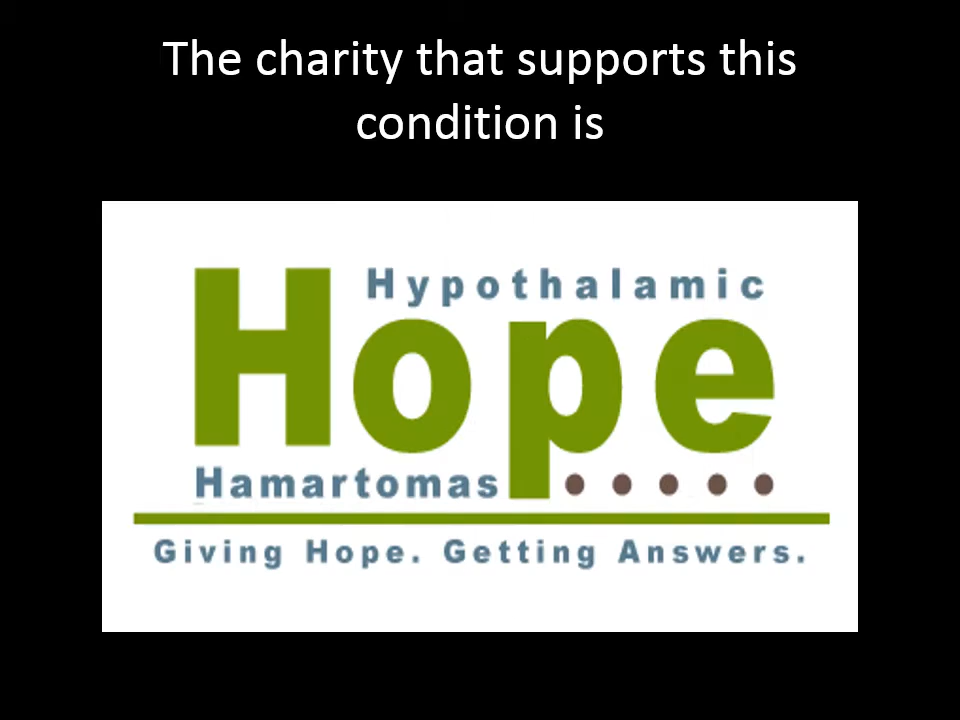 The charity that supports this
condition is
Hypothalamic
Hope
Hamartomas
Giving Hope. Getting Answers.